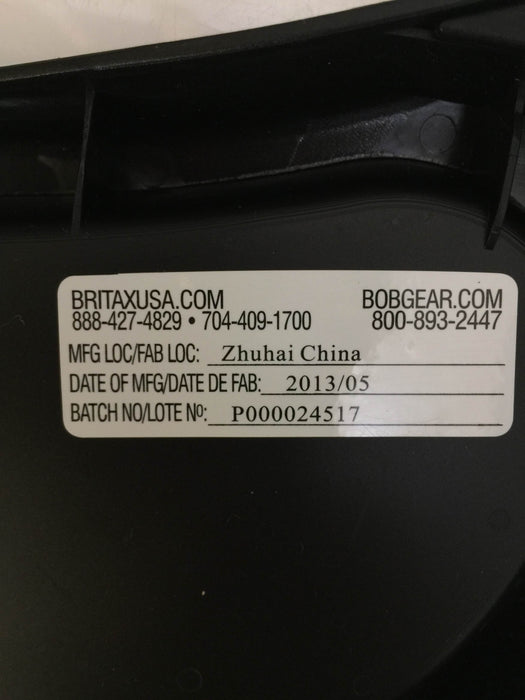 BRITAXUSA.COM BOBGEAR.COM
888-427-4829 • 704-409-1700 800-893-2447
MFG LOC/FAB LOC: Zhuhai China
DATE OF MFG/DATE DE FAB: 2013/05
BATCH NO/LOTE Nº: P000024517